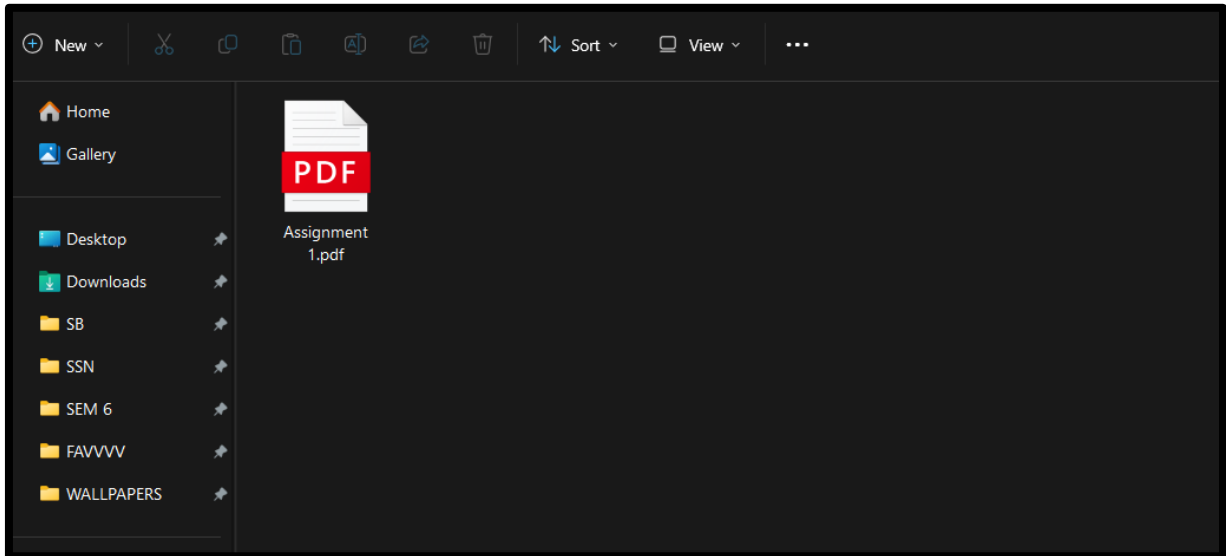 New
Sort
View
Home
Gallery
Desktop
Downloads
SB
SSN
SEM 6
FAVVVV
WALLPAPERS
PDF
Assignment
1.pdf